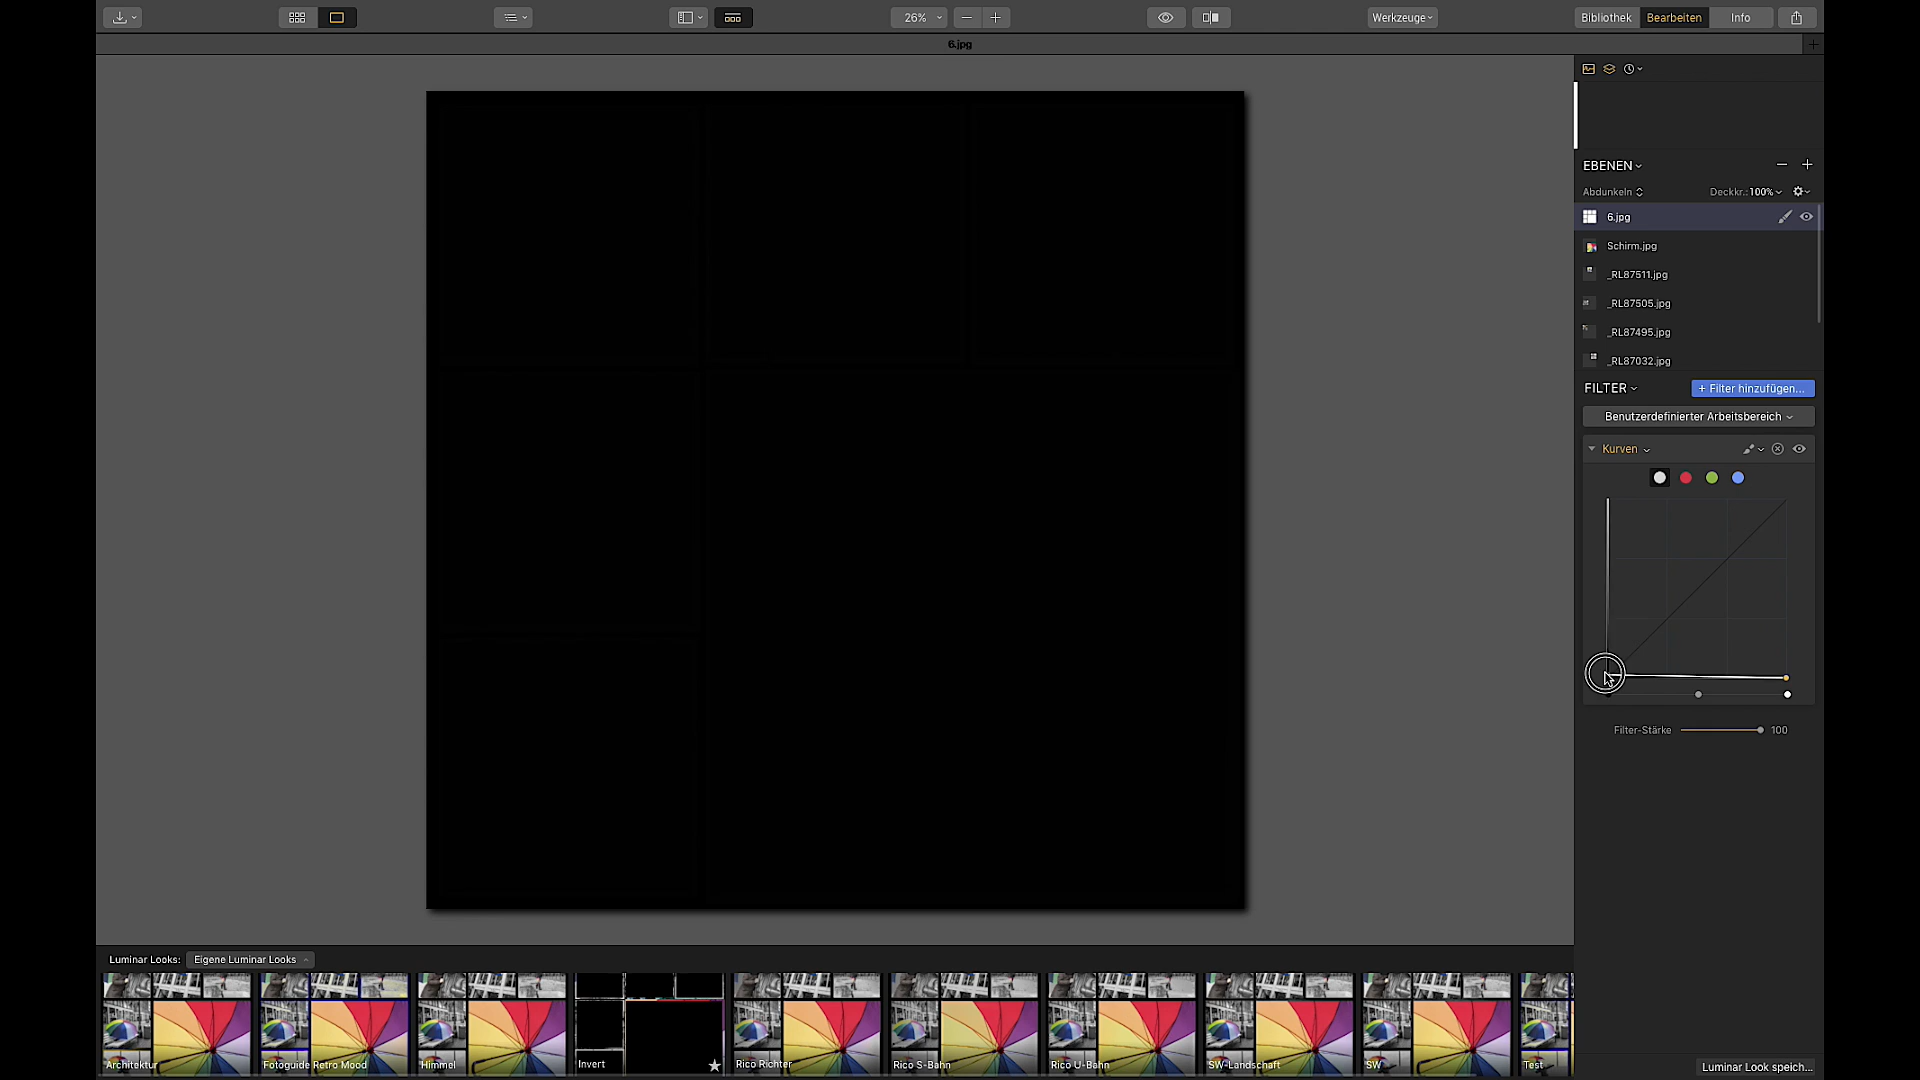 26%
Werkzeuge
Bibliothek
Bearbeiten
Info
6.jpg
EBENEN
Abdunkeln
Deckkr.: 100%
6.jpg
Schirm.jpg
_RL87511.jpg
_RL87505.jpg
_RL87495.jpg
_RL87032.jpg
FILTER
+ Filter hinzufügen...
Benutzerdefinierter Arbeitsbereich
Kurven
Filter-Stärke
100
Luminar Looks:
Eigene Luminar Looks
Architektur
Fotoguide Retro Mood
Himmel
Invert
Rico Richter
Rico S-Bahn
Rico U-Bahn
SW-Landschaft
SW
Test
Luminar Look speich...